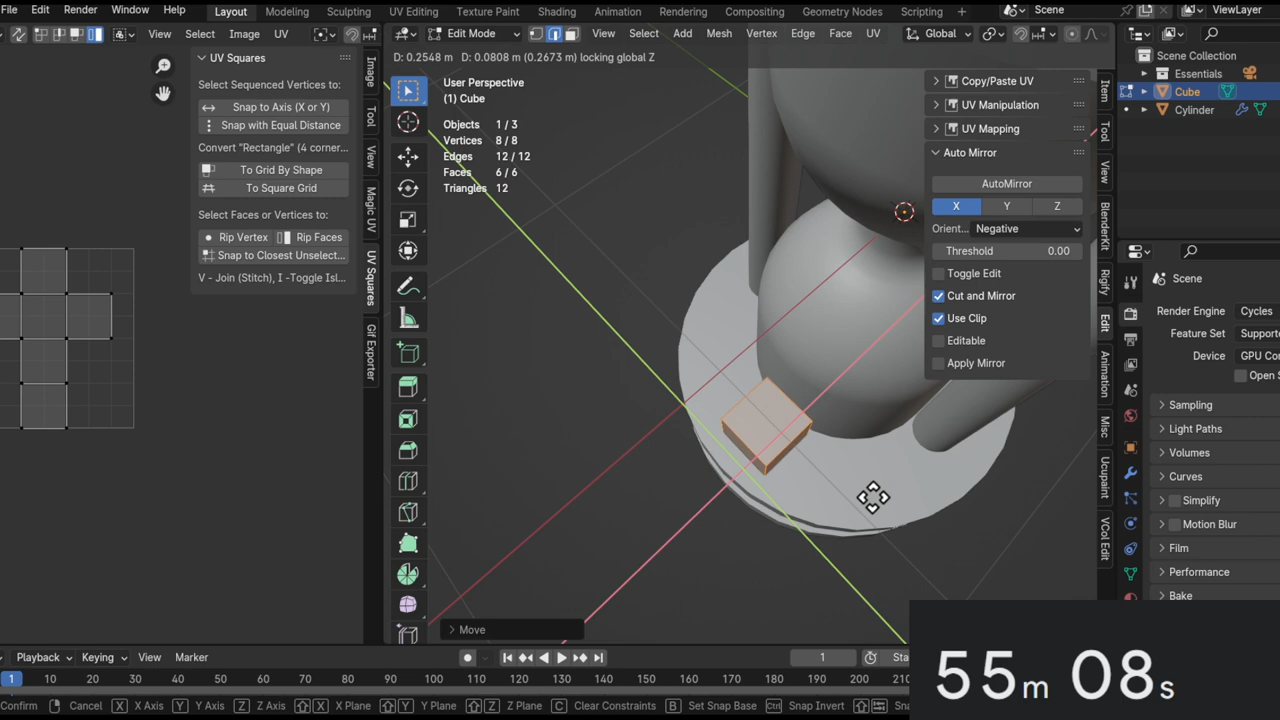 File Edit Render Window Help Layout Modeling Sculpting UV Editing Texture Paint Shading Animation Rendering Compositing Geometry Nodes Scripting + Scene ViewLayer
View Select Image UV Edit Mode View Select Add Mesh Vertex Edge Face UV Global
D: 0.2548 m D: 0.0808 m (0.2673 m) locking global Z
UV Squares
Select Sequenced Vertices to:
Snap to Axis (X or Y)
Snap with Equal Distance
Convert "Rectangle" (4 corner...
To Grid By Shape
To Square Grid
Select Faces or Vertices to:
Rip Vertex Rip Faces
Snap to Closest Unselect...
V - Join (Stitch), I -Toggle Isl...
Image
Tool
View
Magic UV
UV Squares
Gif Exporter
User Perspective
(1) Cube
Objects 1 / 3
Vertices 8 / 8
Edges 12 / 12
Faces 6 / 6
Triangles 12
Copy/Paste UV
UV Manipulation
UV Mapping
Auto Mirror
AutoMirror
X Y Z
Orient... Negative
Threshold 0.00
Toggle Edit
Cut and Mirror
Use Clip
Editable
Apply Mirror
Item
Tool
View
BlenderKit
Rigify
Edit
Animation
Misc
Ucupaint
VCol Edit
Scene Collection
Essentials
Cube
Cylinder
Scene
Render Engine Cycles
Feature Set
Device GPU
Open S
Sampling
Light Paths
Volumes
Curves
Simplify
Motion Blur
Film
Performance
Bake
Move
Playback Keying View Marker 1
1 10 20 30 40 50 60 70 80 90 100 110 120 130 140 150 160 170 180 190 200
Confirm Cancel X X Axis Y Y Axis Z Z Axis X X Plane Y Y Plane Z Z Plane C Clear Constraints B Set Snap Base Ctrl Snap Invert
55m 08s